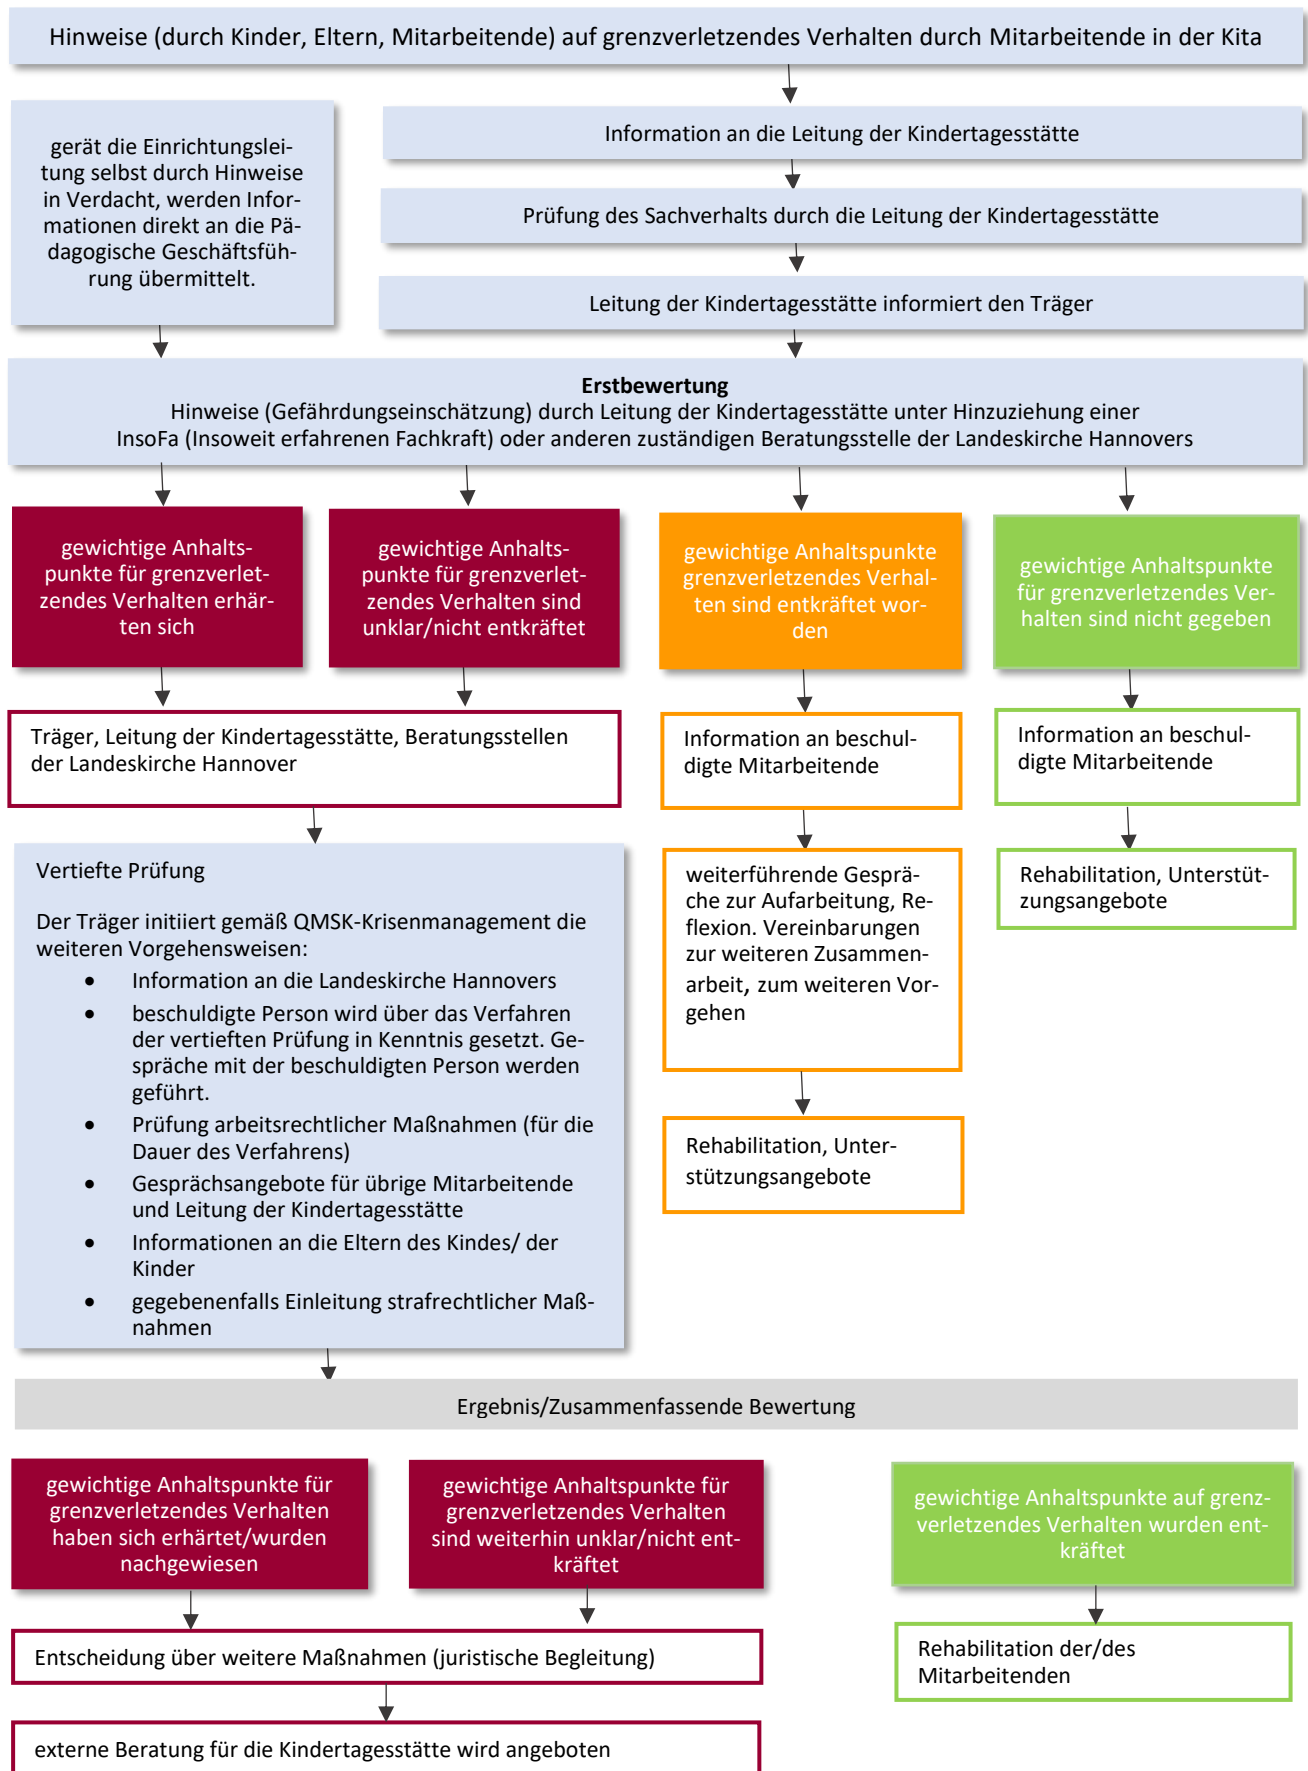 Hinweise (durch Kinder, Eltern, Mitarbeitende) auf grenzverletzendes Verhalten durch Mitarbeitende in der Kita
gerät die Einrichtungslei-
tung selbst durch Hinweise
in Verdacht, werden Infor-
mationen direkt an die Pä-
dagogische Geschäftsfüh-
rung übermittelt.
Information an die Leitung der Kindertagesstätte
Prüfung des Sachverhalts durch die Leitung der Kindertagesstätte
Leitung der Kindertagesstätte informiert den Träger
Erstbewertung
Hinweise (Gefährdungseinschätzung) durch Leitung der Kindertagesstätte unter Hinzuziehung einer
InsoFa (Insoweit erfahrenen Fachkraft) oder anderen zuständigen Beratungsstelle der Landeskirche Hannovers
gewichtige Anhalts-
punkte für grenzverlet-
zendes Verhalten erhär-
ten sich
gewichtige Anhalts-
punkte für grenzverlet-
zendes Verhalten sind
unklar/nicht entkräftet
gewichtige Anhaltspunkte
grenzverletzendes Verhal-
ten sind entkräftet wor-
den
gewichtige Anhaltspunkte
für grenzverletzendes Ver-
halten sind nicht gegeben
Träger, Leitung der Kindertagesstätte, Beratungsstellen
der Landeskirche Hannover
Information an beschul-
digte Mitarbeitende
Information an beschul-
digte Mitarbeitende
Vertiefte Prüfung
Der Träger initiiert gemäß QMSK-Krisenmanagement die
weiteren Vorgehensweisen:
• Information an die Landeskirche Hannovers
• beschuldigte Person wird über das Verfahren
der vertieften Prüfung in Kenntnis gesetzt. Ge-
spräche mit der beschuldigten Person werden
geführt.
• Prüfung arbeitsrechtlicher Maßnahmen (für die
Dauer des Verfahrens)
• Gesprächsangebote für übrige Mitarbeitende
und Leitung der Kindertagesstätte
• Informationen an die Eltern des Kindes/ der
Kinder
• gegebenenfalls Einleitung strafrechtlicher Maß-
nahmen
weiterführende Gesprä-
che zur Aufarbeitung, Re-
flexion. Vereinbarungen
zur weiteren Zusammen-
arbeit, zum weiteren Vor-
gehen
Rehabilitation, Unterstüt-
zungsangebote
Rehabilitation, Unter-
stützungsangebote
Ergebnis/Zusammenfassende Bewertung
gewichtige Anhaltspunkte für
grenzverletzendes Verhalten
haben sich erhärtet/wurden
nachgewiesen
gewichtige Anhaltspunkte für
grenzverletzendes Verhalten
sind weiterhin unklar/nicht ent-
kräftet
gewichtige Anhaltspunkte auf grenz-
verletzendes Verhalten wurden ent-
kräftet
Entscheidung über weitere Maßnahmen (juristische Begleitung)
Rehabilitation der/des
Mitarbeitenden
externe Beratung für die Kindertagesstätte wird angeboten